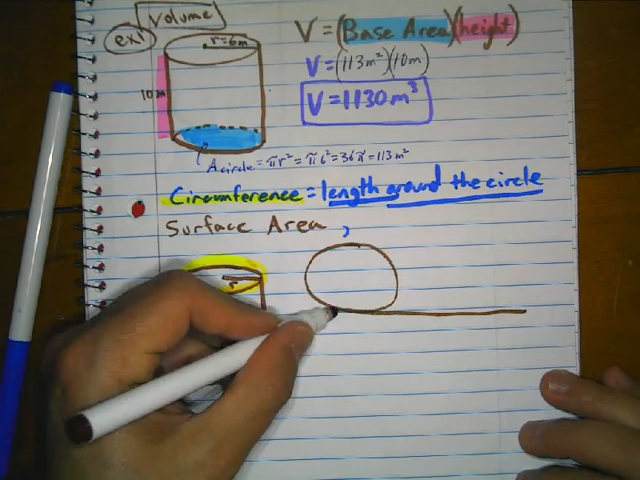 Volume
ex1
r=6m
10m
V = (Base Area)(height)
V = (113m²)(10m)
V = 1130m³
A circle = πr² = π6² = 36π = 113m²
Circumference = length around the circle
Surface Area,
r